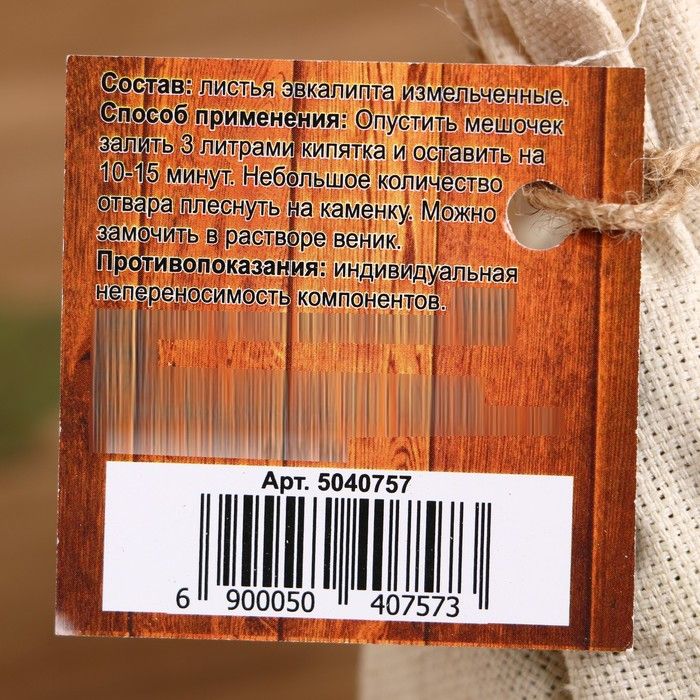 Состав: листья эвкалипта измельченные.
Способ применения: Опустить мешочек
залить 3 литрами кипятка и оставить на
10-15 минут. Небольшое количество
отвара плеснуть на каменку. Можно
замочить в растворе веник.
Противопоказания: индивидуальная
непереносимость компонентов.
Арт. 5040757
6 900050 407573